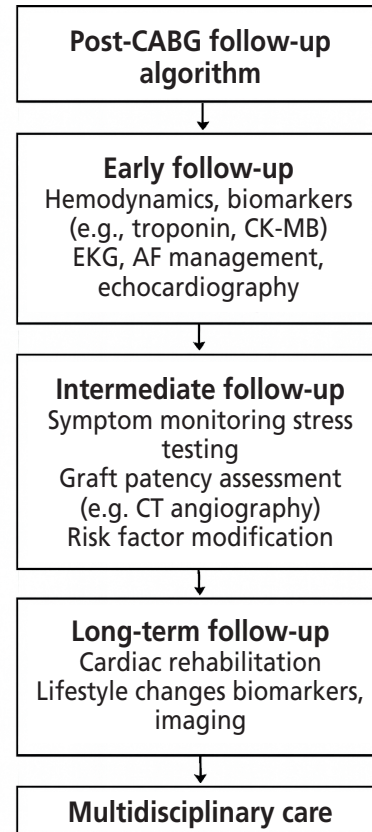 Post-CABG follow-up
algorithm
Early follow-up
Hemodynamics, biomarkers
(e.g., troponin, CK-MB)
EKG, AF management,
echocardiography
Intermediate follow-up
Symptom monitoring stress
testing
Graft patency assessment
(e.g. CT angiography)
Risk factor modification
Long-term follow-up
Cardiac rehabilitation
Lifestyle changes biomarkers,
imaging
Multidisciplinary care